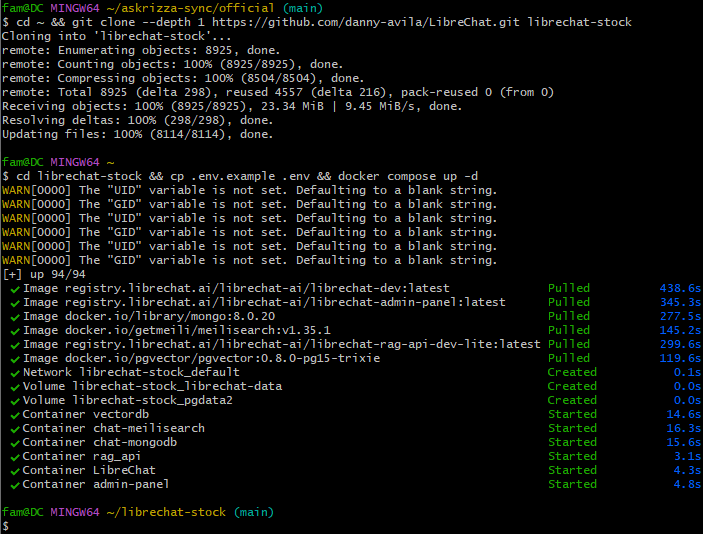 fam@DC MINGW64 ~/askrizza-sync/official (main)
$ cd ~ && git clone --depth 1 https://github.com/danny-avila/LibreChat.git librechat-stock
Cloning into 'librechat-stock'...
remote: Enumerating objects: 8925, done.
remote: Counting objects: 100% (8925/8925), done.
remote: Compressing objects: 100% (8504/8504), done.
remote: Total 8925 (delta 298), reused 4557 (delta 216), pack-reused 0 (from 0)
Receiving objects: 100% (8925/8925), 23.34 MiB | 9.45 MiB/s, done.
Resolving deltas: 100% (298/298), done.
Updating files: 100% (8114/8114), done.
fam@DC MINGW64 ~
$ cd librechat-stock && cp .env.example .env && docker compose up -d
WARN[0000] The "UID" variable is not set. Defaulting to a blank string.
WARN[0000] The "GID" variable is not set. Defaulting to a blank string.
WARN[0000] The "UID" variable is not set. Defaulting to a blank string.
WARN[0000] The "GID" variable is not set. Defaulting to a blank string.
WARN[0000] The "UID" variable is not set. Defaulting to a blank string.
WARN[0000] The "GID" variable is not set. Defaulting to a blank string.
[+] up 94/94
✔ Image registry.librechat.ai/librechat-ai/librechat-dev:latest Pulled 438.6s
✔ Image registry.librechat.ai/librechat-ai/librechat-admin-panel:latest Pulled 345.3s
✔ Image docker.io/library/mongo:8.0.20 Pulled 277.5s
✔ Image docker.io/getmeili/meilisearch:v1.35.1 Pulled 145.2s
✔ Image registry.librechat.ai/librechat-ai/librechat-rag-api-dev-lite:latest Pulled 299.6s
✔ Image docker.io/pgvector/pgvector:0.8.0-pg15-trixie Pulled 119.6s
✔ Network librechat-stock_default Created 0.1s
✔ Volume librechat-stock_librechat-data Created 0.0s
✔ Volume librechat-stock_pgdata2 Created 0.0s
✔ Container vectordb Started 14.6s
✔ Container chat-meilisearch Started 16.3s
✔ Container chat-mongodb Started 15.6s
✔ Container rag_api Started 3.1s
✔ Container LibreChat Started 4.3s
✔ Container admin-panel Started 4.8s
fam@DC MINGW64 ~/librechat-stock (main)
$